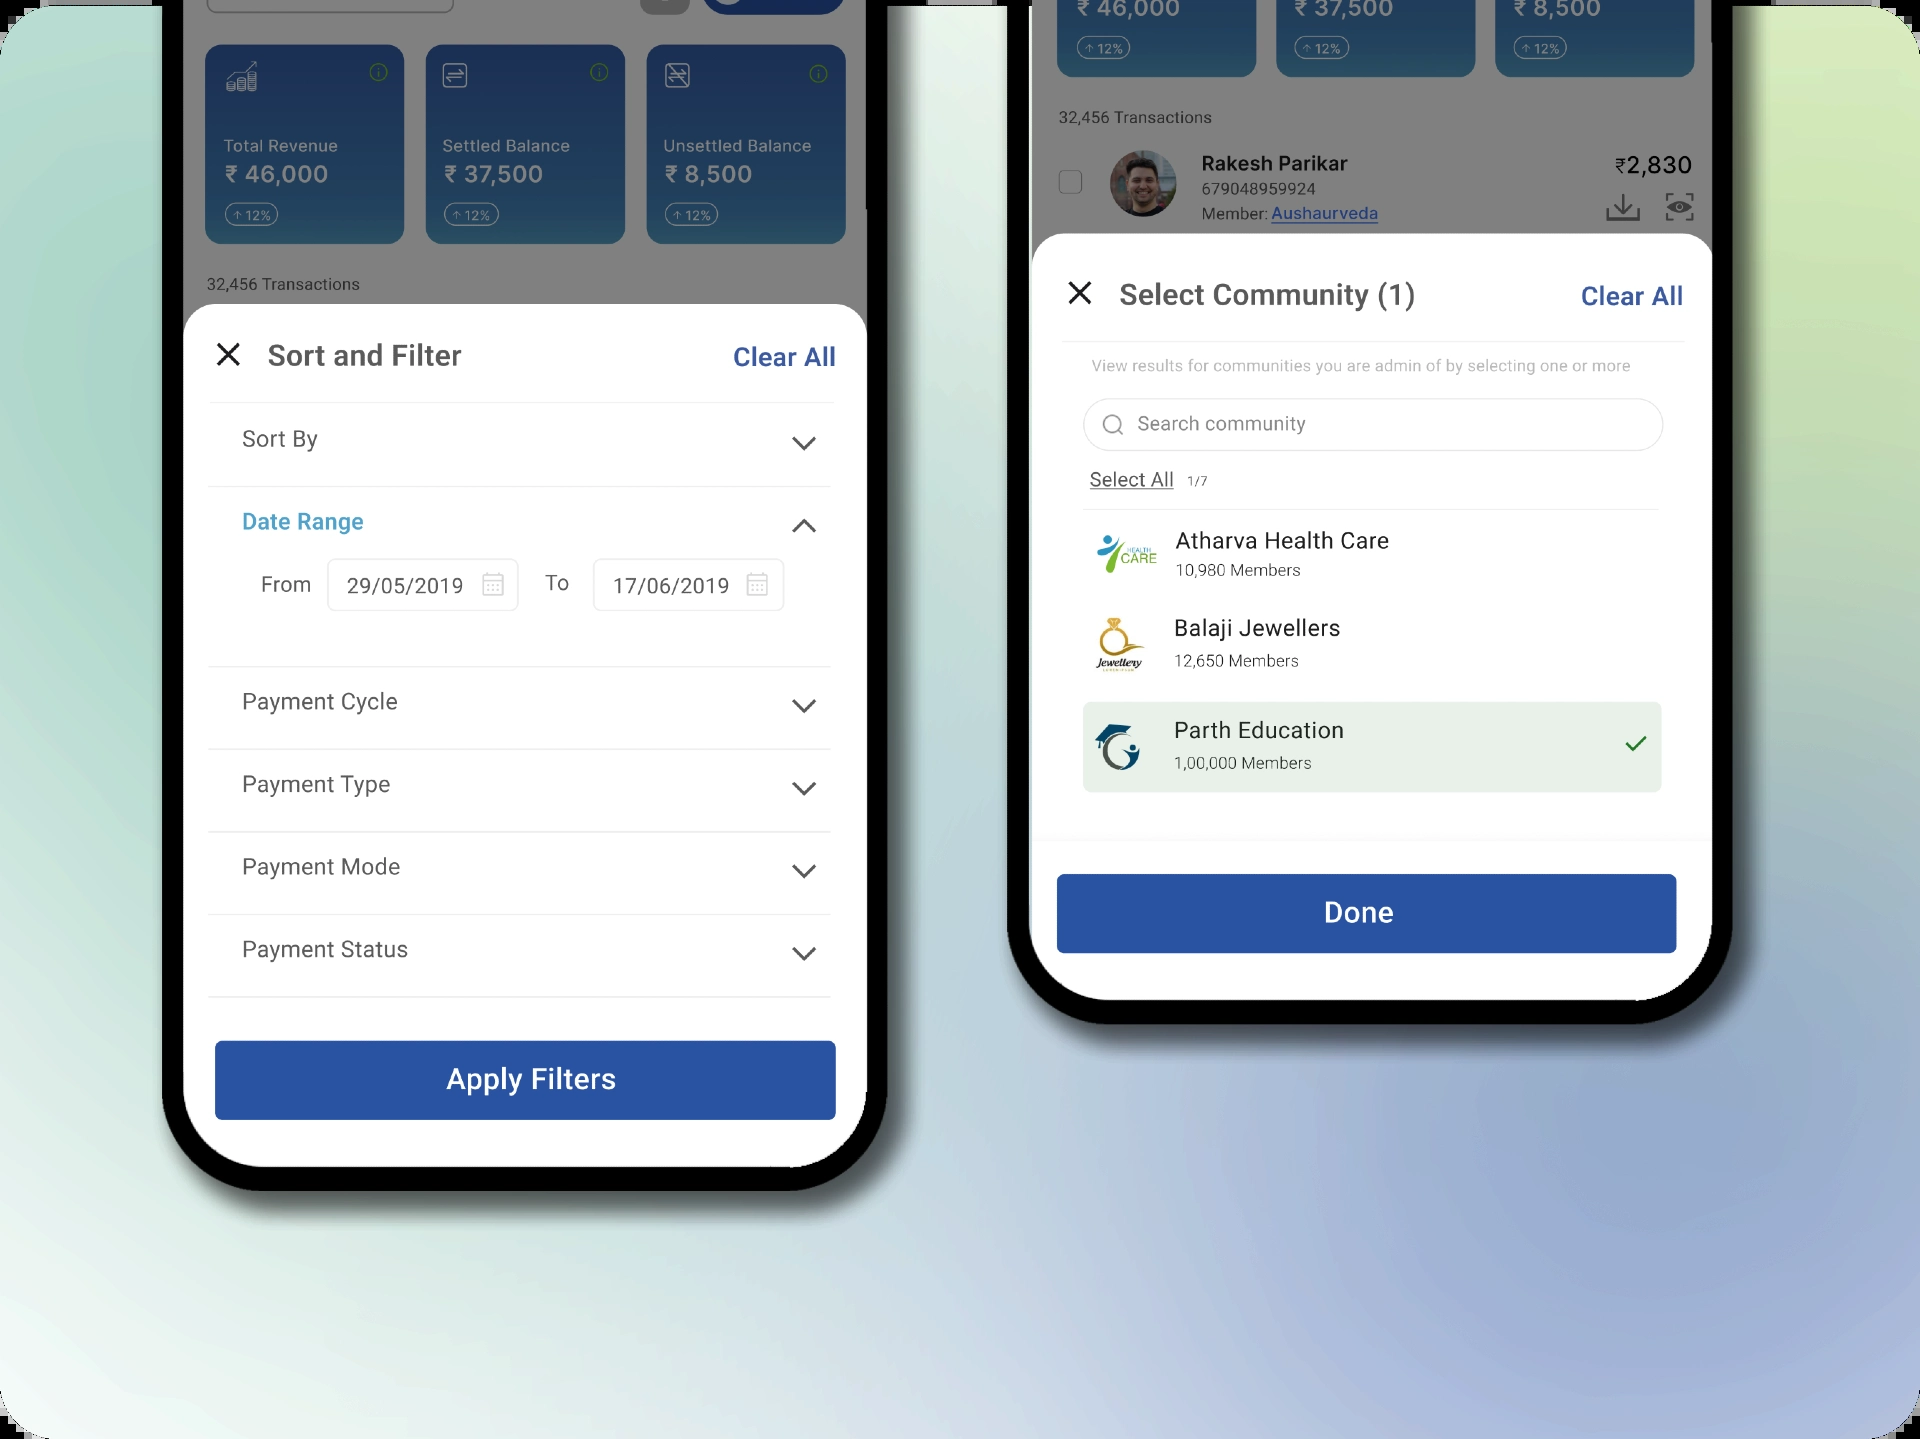 Total Revenue
₹ 46,000
↑ 12%
Settled Balance
₹ 37,500
↑ 12%
Unsettled Balance
₹ 8,500
↑ 12%
32,456 Transactions
Sort and Filter
Clear All
Sort By
Date Range
From 29/05/2019 To 17/06/2019
Payment Cycle
Payment Type
Payment Mode
Payment Status
Apply Filters
₹ 46,000
↑ 12%
₹ 37,500
↑ 12%
₹ 8,500
↑ 12%
32,456 Transactions
Rakesh Parikar
₹2,830
679048959924
Member: Aushaurveda
Select Community (1)
Clear All
View results for communities you are admin of by selecting one or more
Search community
Select All 1/7
HEALTH
CARE
Atharva Health Care
10,980 Members
Jewellery
Balaji Jewellers
12,650 Members
Parth Education
1,00,000 Members
Done